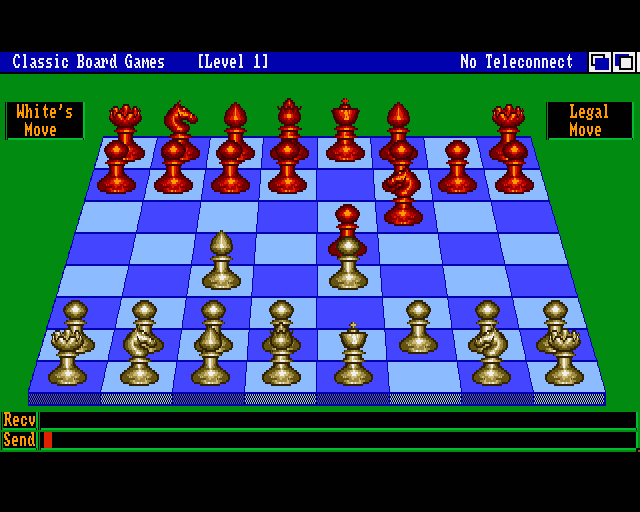 Classic Board Games [Level 1] No Teleconnect
White's
Move
Legal
Move
Recv
Send